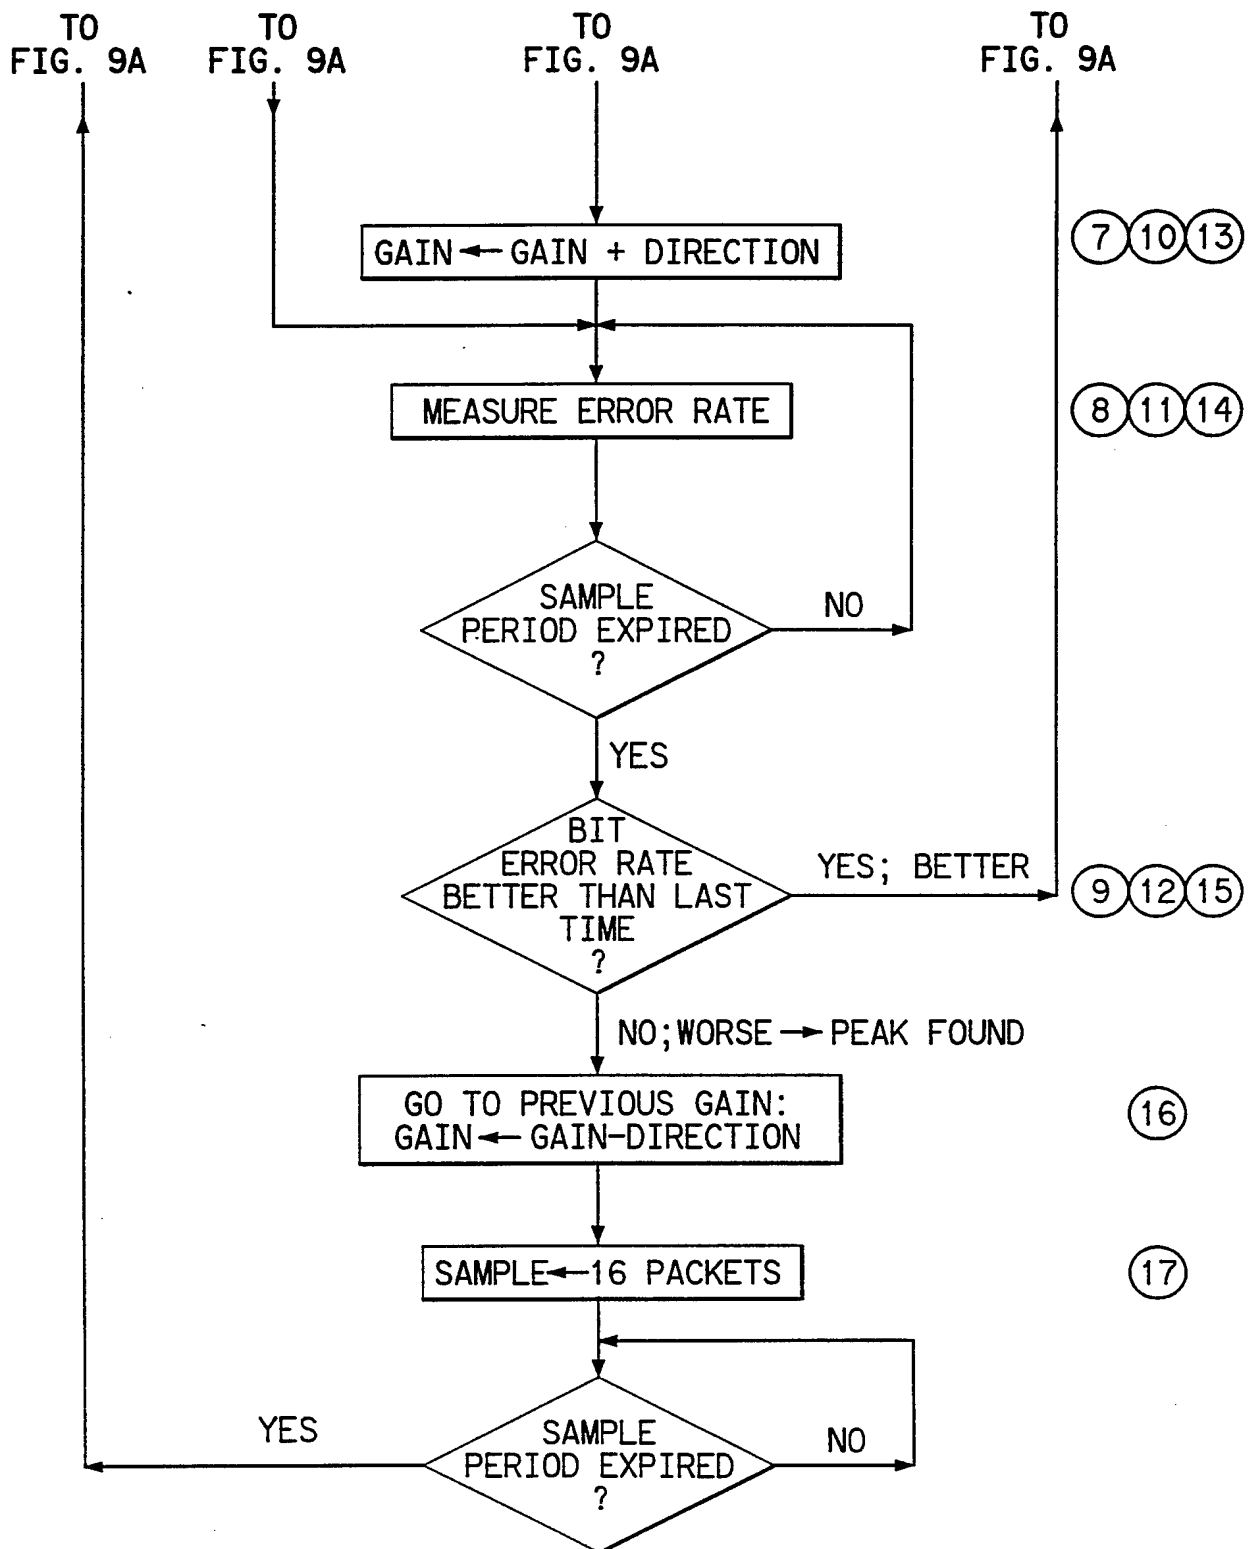 TO
FIG. 9A
TO
FIG. 9A
TO
FIG. 9A
TO
FIG. 9A
GAIN ← GAIN + DIRECTION
7 10 13
MEASURE ERROR RATE
8 11 14
SAMPLE
PERIOD EXPIRED
?
NO
YES
BIT
ERROR RATE
BETTER THAN LAST
TIME
?
YES; BETTER
9 12 15
NO;WORSE → PEAK FOUND
GO TO PREVIOUS GAIN:
GAIN ← GAIN-DIRECTION
16
SAMPLE←16 PACKETS
17
YES
SAMPLE
PERIOD EXPIRED
?
NO